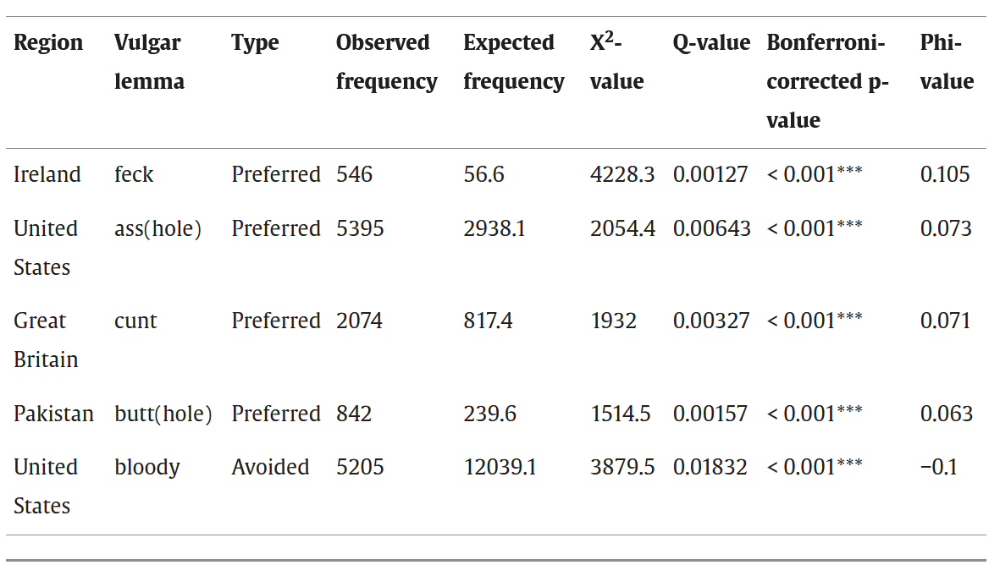 Region Vulgar Type Observed Expected X²- Q-value Bonferroni- Phi-
lemma frequency frequency value corrected p- value
value
Ireland feck Preferred 546 56.6 4228.3 0.00127 < 0.001*** 0.105
United ass(hole) Preferred 5395 2938.1 2054.4 0.00643 < 0.001*** 0.073
States
Great cunt Preferred 2074 817.4 1932 0.00327 < 0.001*** 0.071
Britain
Pakistan butt(hole) Preferred 842 239.6 1514.5 0.00157 < 0.001*** 0.063
United bloody Avoided 5205 12039.1 3879.5 0.01832 < 0.001*** −0.1
States